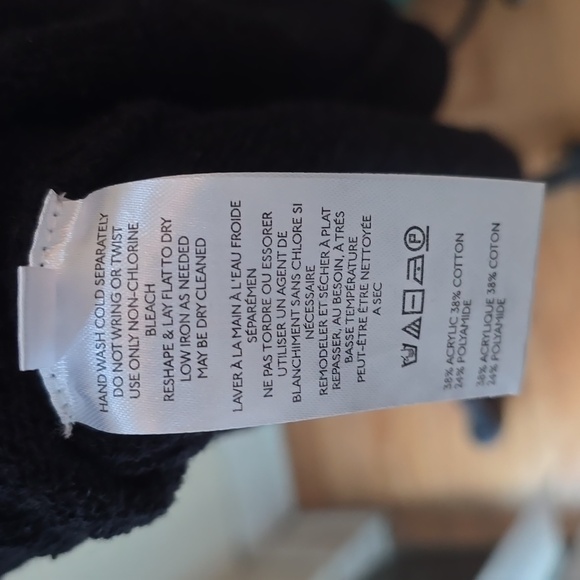 HAND WASH COLD SEPARATELY
DO NOT WRING OR TWIST
USE ONLY NON-CHLORINE
BLEACH
RESHAPE & LAY FLAT TO DRY
LOW IRON AS NEEDED
MAY BE DRY CLEANED
LAVER À LA MAIN À L'EAU FROIDE
SÉPARÉMEN
NE PAS TORDRE OU ESSORER
UTILISER UN AGENT DE
BLANCHIMENT SANS CHLORE SI
NÉCESSAIRE
REMODELER ET SÉCHER À PLAT
REPASSER, AU BESOIN, À TRÉS
BASSE TEMPÉRATURE
PEUT-ÊTRE ÊTRE NETTOYÉE
A SEC
P
38% ACRYLIC 38% COTTON
24% POLYAMIDE
38% ACRYLIQUE 38% COTON
24% POLYAMIDE